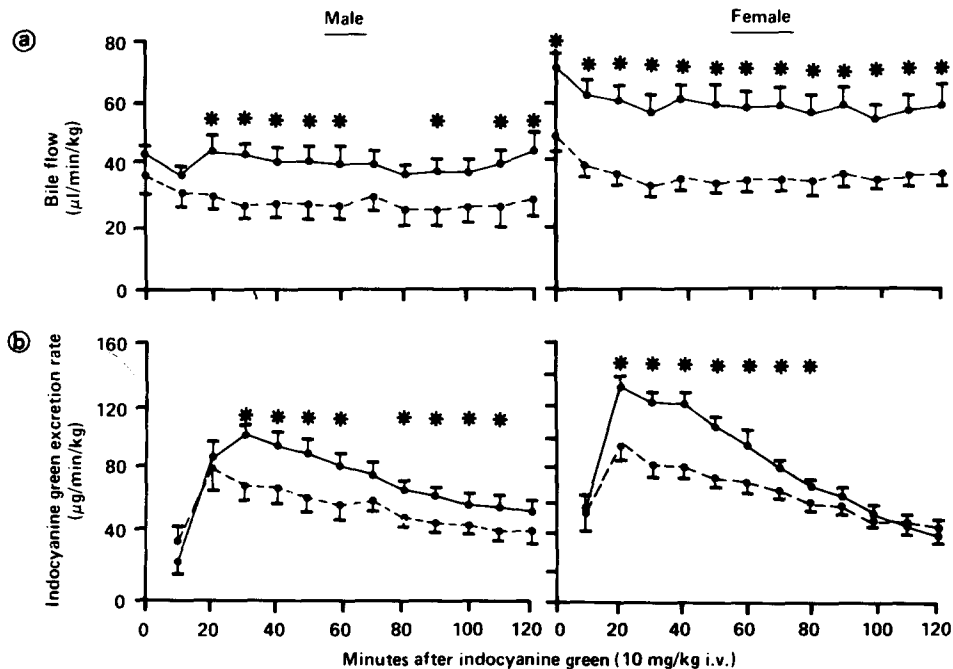 Male
Female
a
80
60
40
20
0
Bile flow
(µl/min/kg)
* * * * * * * *
* * * * * * * * * * * * *
b
160
120
80
40
0
Indocyanine green excretion rate
(µg/min/kg)
* * * * * * * *
* * * * * * *
0 20 40 60 80 100 120
0 20 40 60 80 100 120
Minutes after indocyanine green (10 mg/kg i.v.)